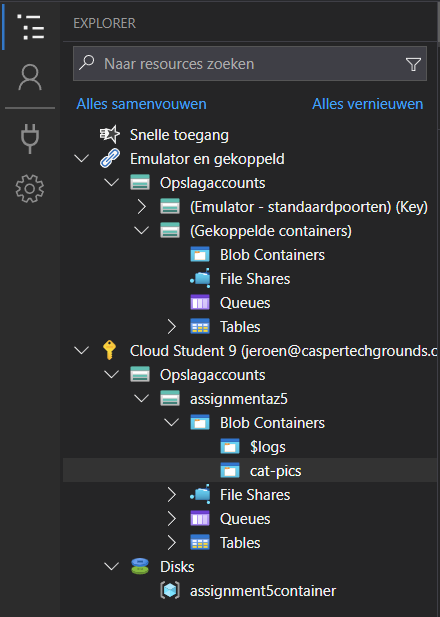 EXPLORER
Naar resources zoeken
Alles samenvouwen Alles vernieuwen
Snelle toegang
Emulator en gekoppeld
Opslagaccounts
(Emulator - standaardpoorten) (Key)
(Gekoppelde containers)
Blob Containers
File Shares
Queues
Tables
Cloud Student 9 (jeroen@caspertechgrounds.c
Opslagaccounts
assignmentaz5
Blob Containers
$logs
cat-pics
File Shares
Queues
Tables
Disks
assignment5container